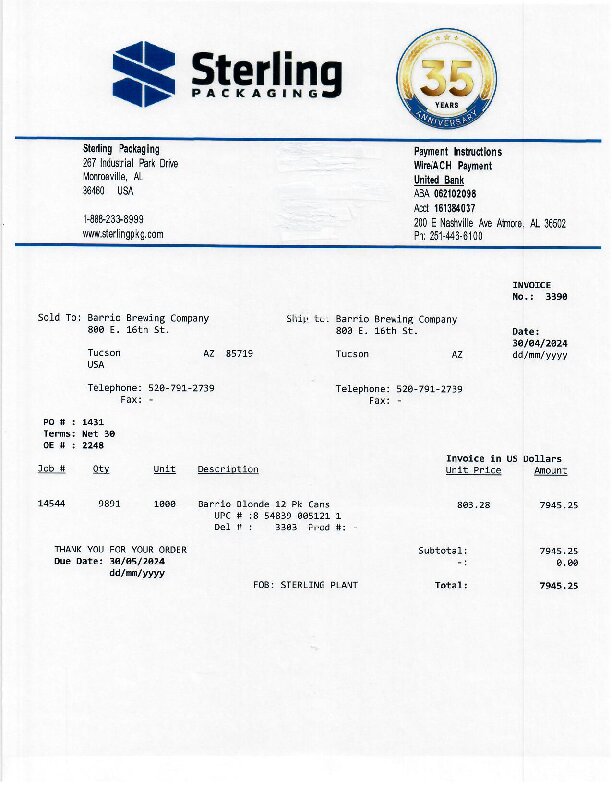 Sterling
PACKAGING
35
YEARS
ANNIVERSARY
Sterling Packaging
267 Industrial Park Drive
Monroeville, AL
36460 USA
1-888-233-8999
www.sterlingpkg.com
Payment Instructions
Wire/ACH Payment
United Bank
ABA 062102098
Acct 161384037
200 E Nashville Ave Atmore, AL 36502
Ph: 251-446-6100
INVOICE
No.: 3390
Sold To: Barrio Brewing Company
800 E. 16th St.
Tucson AZ 85719
USA
Telephone: 520-791-2739
Fax: -
Ship to: Barrio Brewing Company
800 E. 16th St.
Tucson AZ
Telephone: 520-791-2739
Fax: -
Date:
30/04/2024
dd/mm/yyyy
PO # : 1431
Terms: Net 30
OE # : 2248
Invoice in US Dollars
Job # Qty Unit Description Unit Price Amount
14544 9891 1000 Barrio Blonde 12 Pk Cans 803.28 7945.25
UPC # :8 54839 005121 1
Del # : 3303 Prod #: -
THANK YOU FOR YOUR ORDER Subtotal: 7945.25
Due Date: 30/05/2024 -: 0.00
dd/mm/yyyy
FOB: STERLING PLANT Total: 7945.25